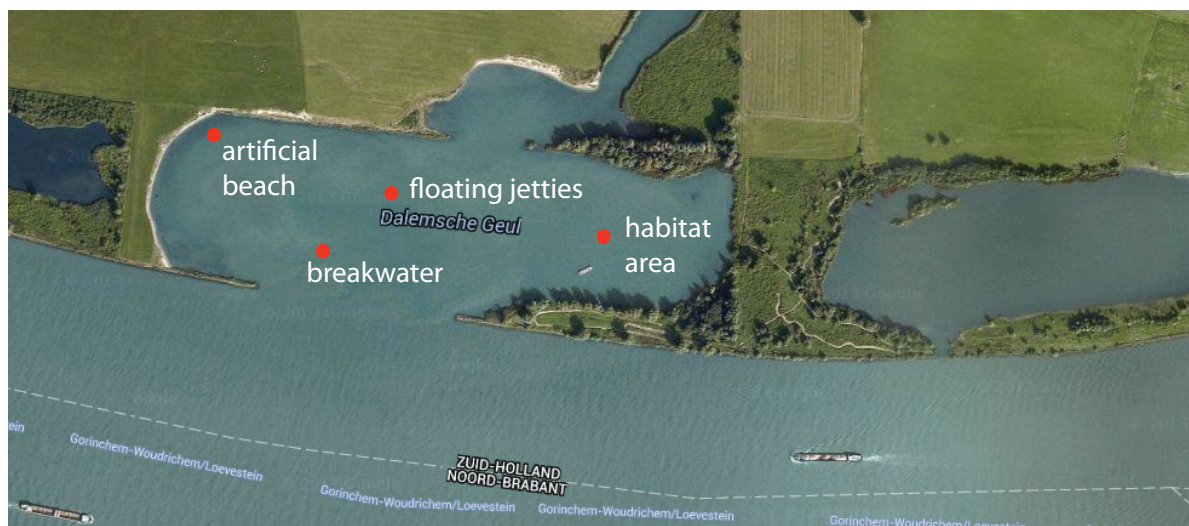 artificial
beach
floating jetties
Dalemsche Geul
habitat
area
breakwater
ein
Gorinchem-Woudrichem/Loevestein
ZUID-HOLLAND
NOORD-BRABANT
Gorinchem-Woudrichem/Loevestein
Gorinchem-Woudrichem/Loevestein
Gorinchem-Woudrichem/Loevestein